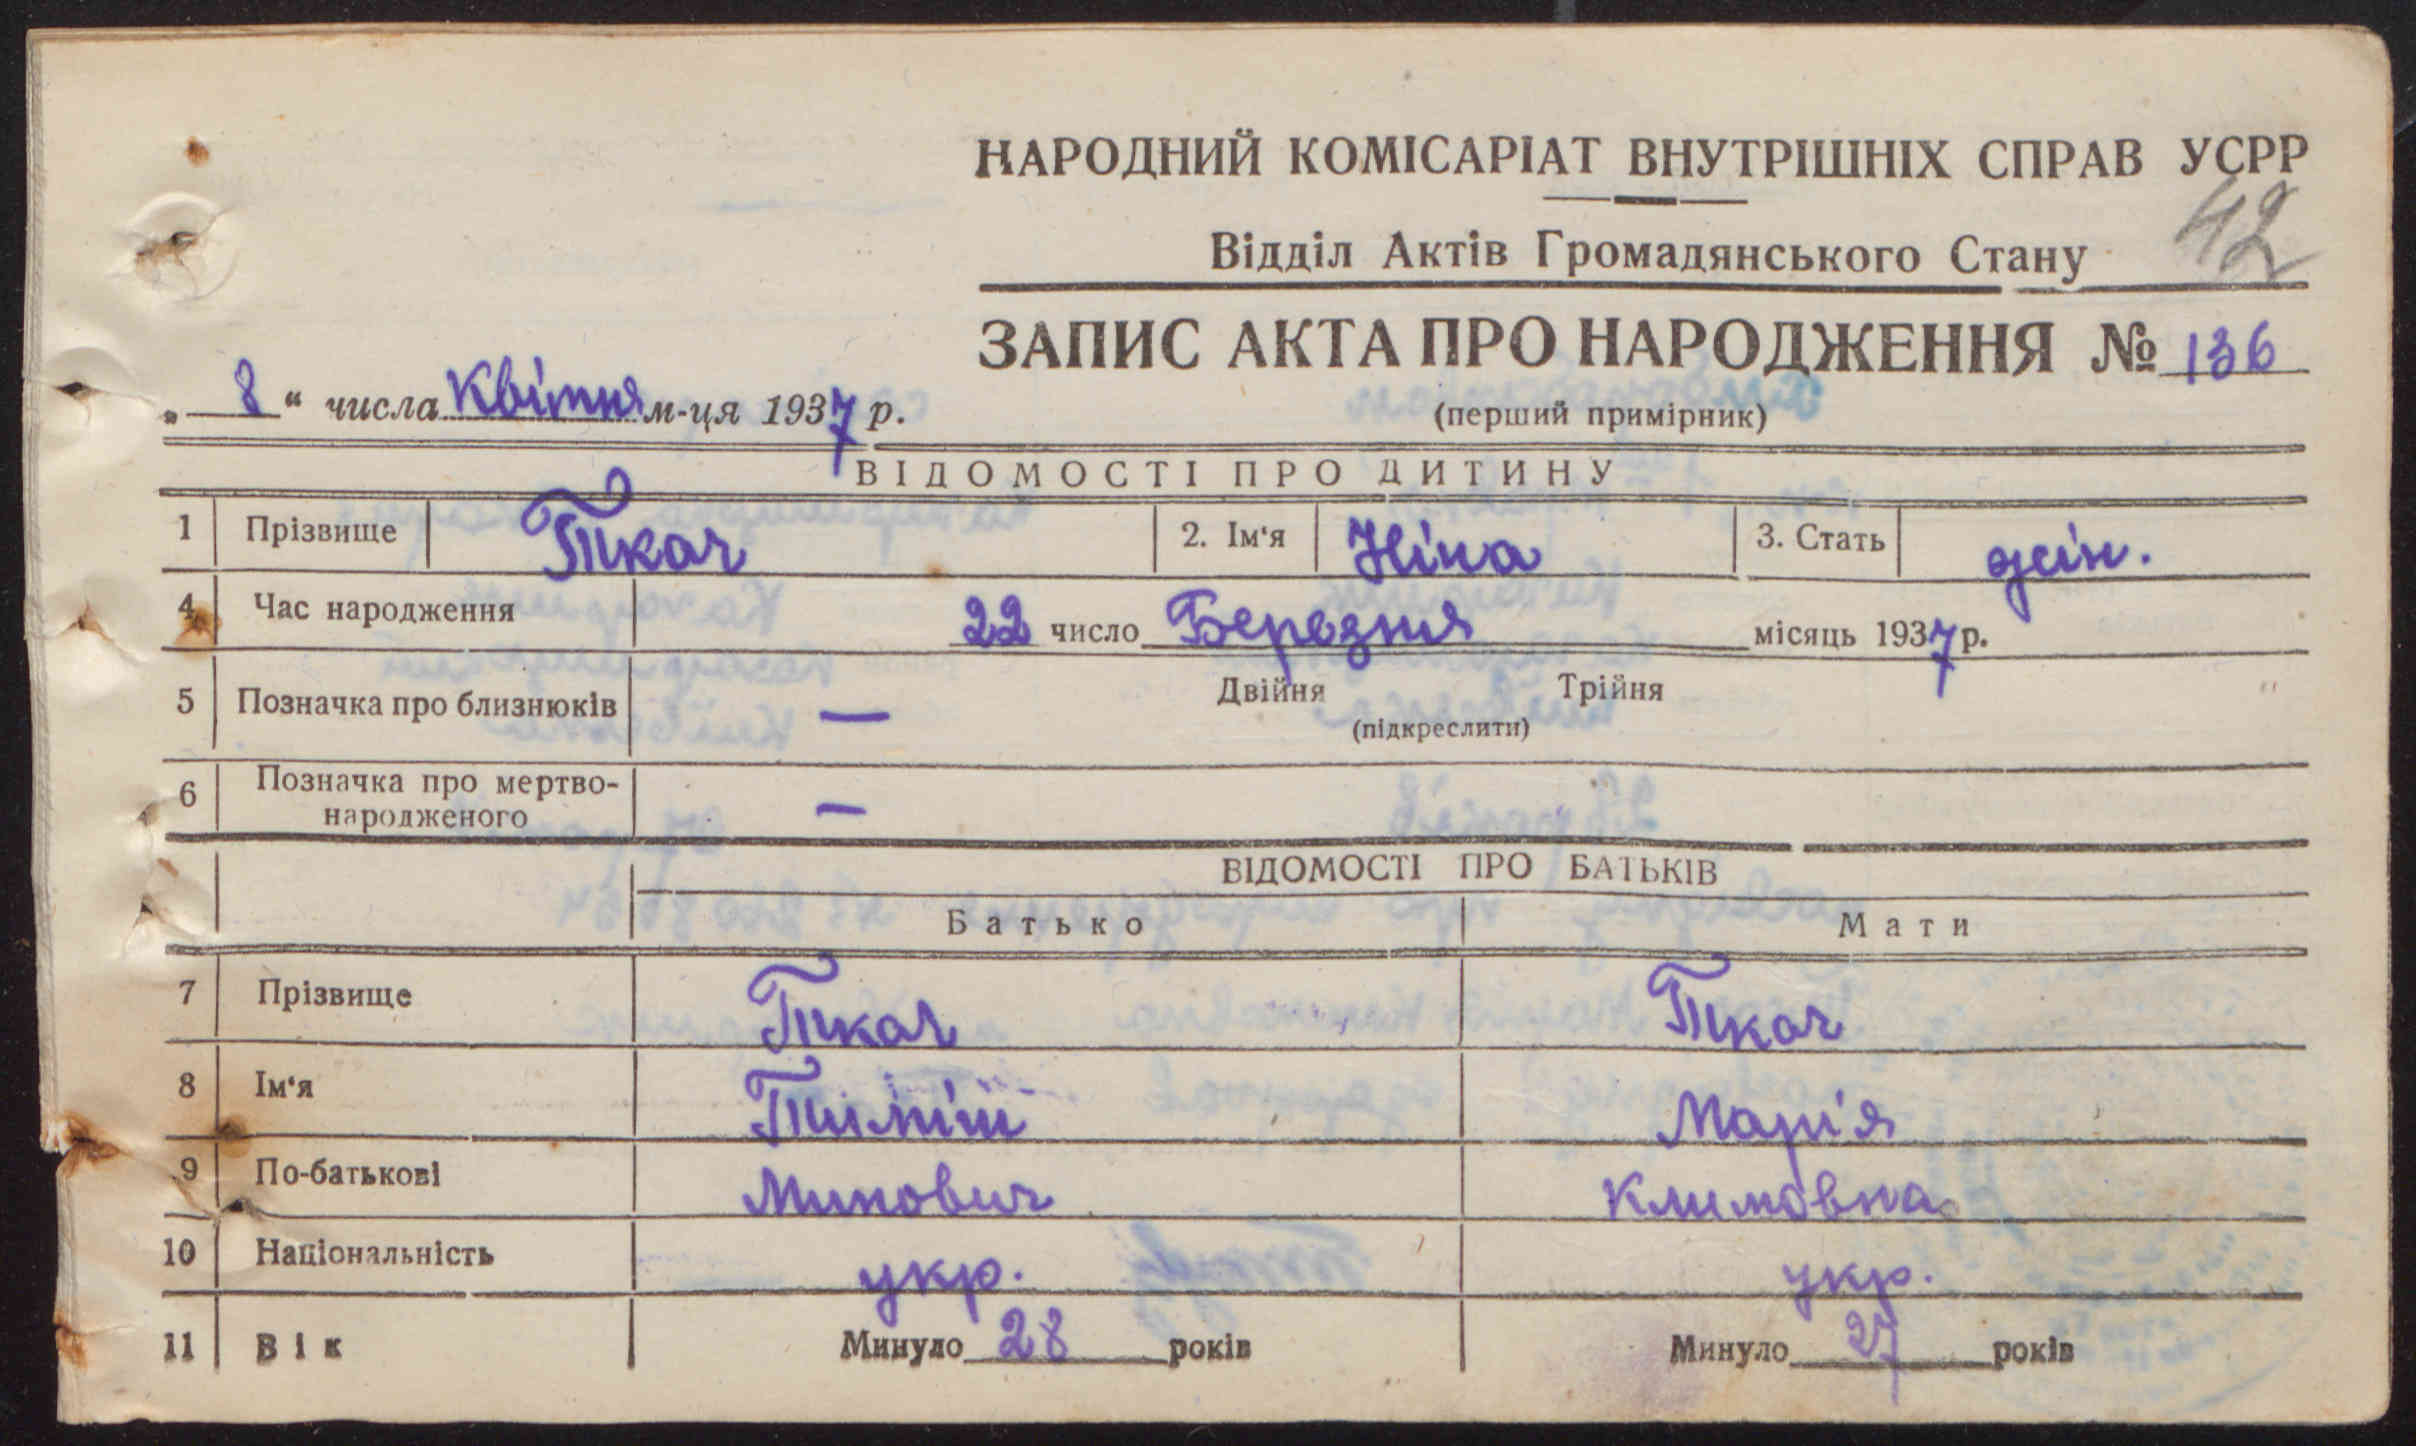 НАРОДНИЙ КОМІСАРІАТ ВНУТРІШНІХ СПРАВ УСРР
42
Відділ Актів Громадянського Стану
ЗАПИС АКТА ПРО НАРОДЖЕННЯ № 136
„ 8 “ числа Квітня м-ця 1937 р.
(перший примірник)
ВІДОМОСТІ ПРО ДИТИНУ
1 Прізвище Ткач 2. Ім‘я Ніна 3. Стать жін.
4 Час народження 22 число Березня місяць 1937 р.
5 Позначка про близнюків — Двійня Трійня
(підкреслити)
6 Позначка про мертво-
народженого —
ВІДОМОСТІ ПРО БАТЬКІВ
Батько Мати
7 Прізвище Ткач Ткач
8 Ім‘я Тиміш Марія
9 По-батькові Минович Климовна
10 Національність укр. укр.
11 Вік Минуло 28 років Минуло 27 років